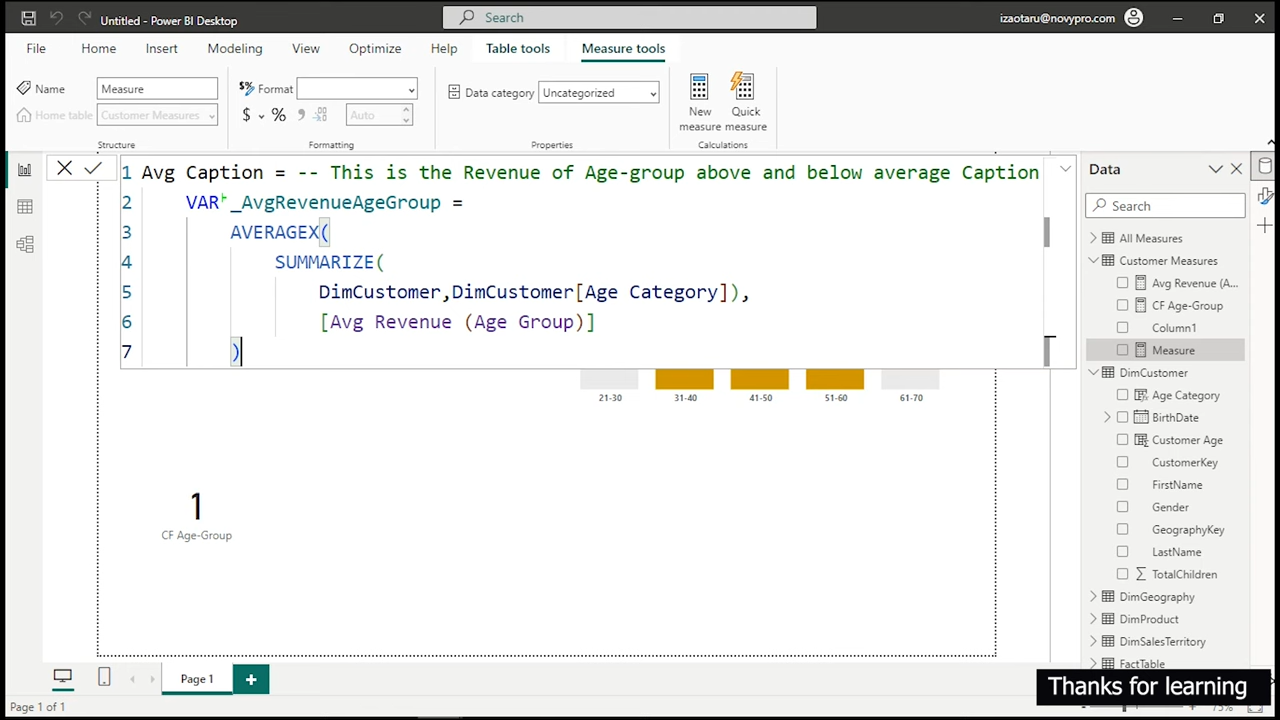 Untitled - Power BI Desktop
Search
izaotaru@novypro.com
File Home Insert Modeling View Optimize Help Table tools Measure tools
Name Measure
Home table Customer Measures
Structure
Format
$ % Auto
Formatting
Data category Uncategorized
Properties
New measure
Quick measure
Calculations
1 Avg Caption = -- This is the Revenue of Age-group above and below average Caption
2 VAR _AvgRevenueAgeGroup =
3 AVERAGEX(
4 SUMMARIZE(
5 DimCustomer,DimCustomer[Age Category]),
6 [Avg Revenue (Age Group)]
7 )
21-30 31-40 41-50 51-60 61-70
1
CF Age-Group
Data
Search
All Measures
Customer Measures
Avg Revenue (A...
CF Age-Group
Column1
Measure
DimCustomer
Age Category
BirthDate
Customer Age
CustomerKey
FirstName
Gender
GeographyKey
LastName
TotalChildren
DimGeography
DimProduct
DimSalesTerritory
FactTable
Page 1
Page 1 of 1
Thanks for learning